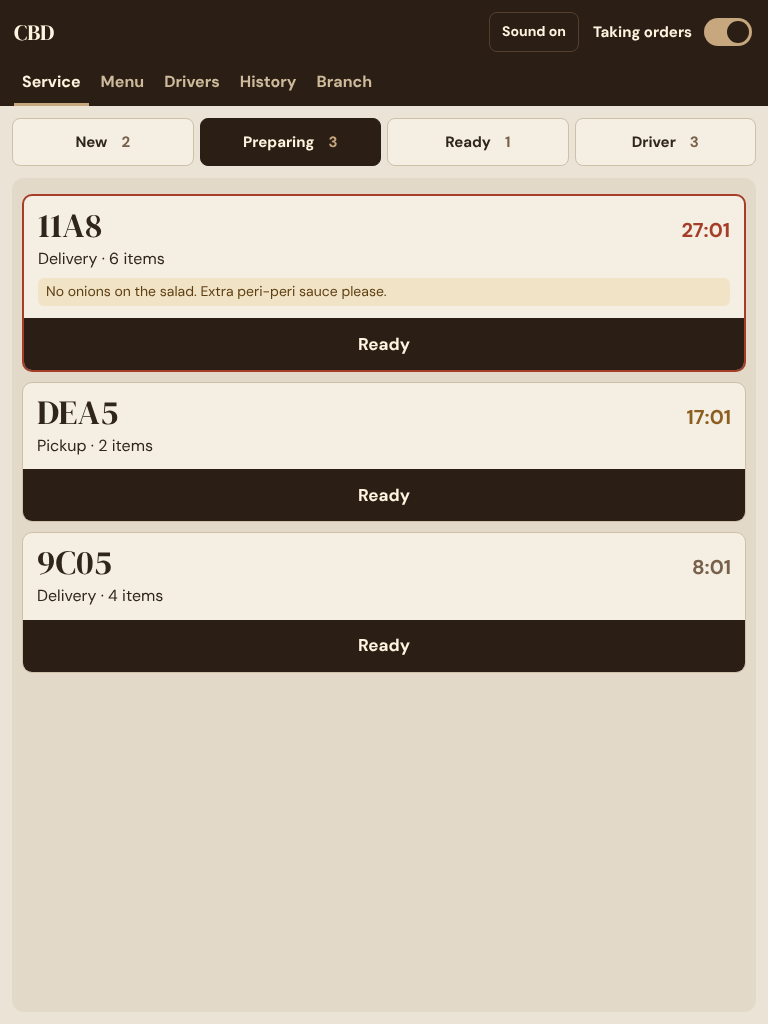 CBD
Sound on
Taking orders
Service Menu Drivers History Branch
New 2 Preparing 3 Ready 1 Driver 3
11A8
27:01
Delivery · 6 items
No onions on the salad. Extra peri-peri sauce please.
Ready
DEA5
17:01
Pickup · 2 items
Ready
9C05
8:01
Delivery · 4 items
Ready